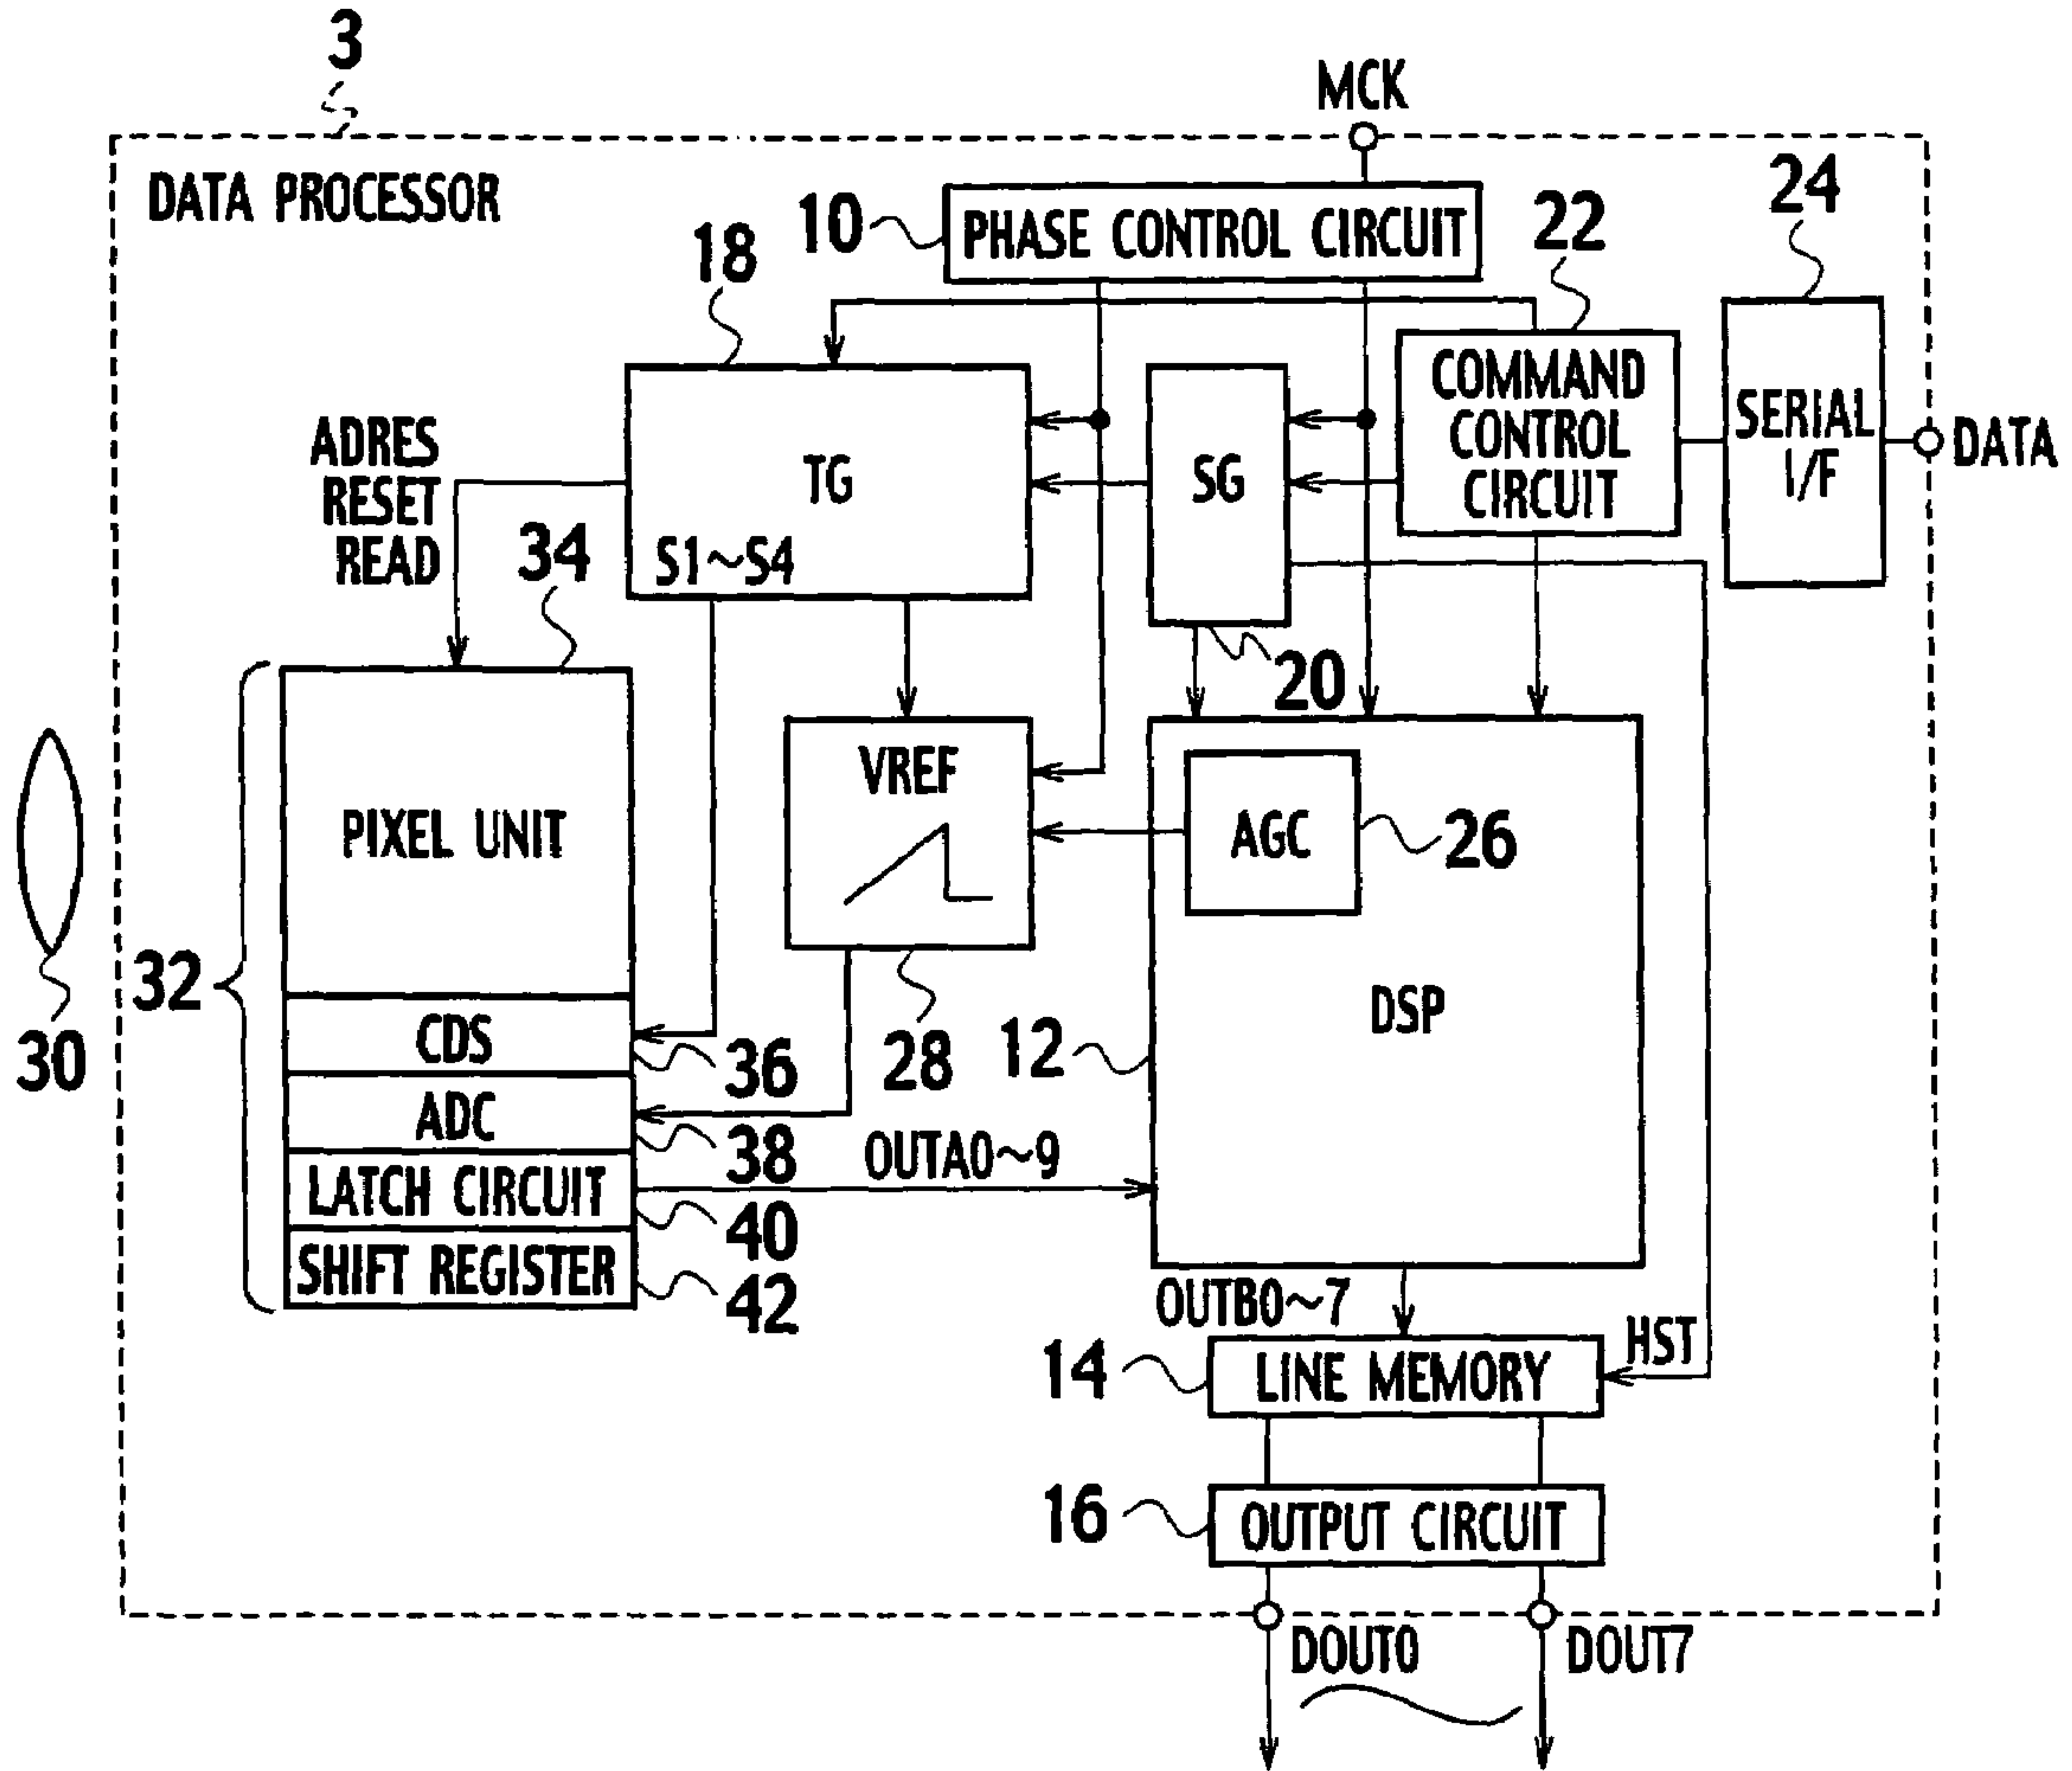 3
MCK
DATA PROCESSOR
24
10
PHASE CONTROL CIRCUIT
22
18
COMMAND
CONTROL
CIRCUIT
SERIAL
I/F
DATA
ADRES
RESET
READ
TG
SG
S1~S4
34
20
VREF
PIXEL UNIT
AGC
26
32
DSP
12
CDS
36
28
30
ADC
38
OUTA0~9
LATCH CIRCUIT
40
SHIFT REGISTER
42
OUTB0~7
HST
14
LINE MEMORY
16
OUTPUT CIRCUIT
DOUT0
DOUT7